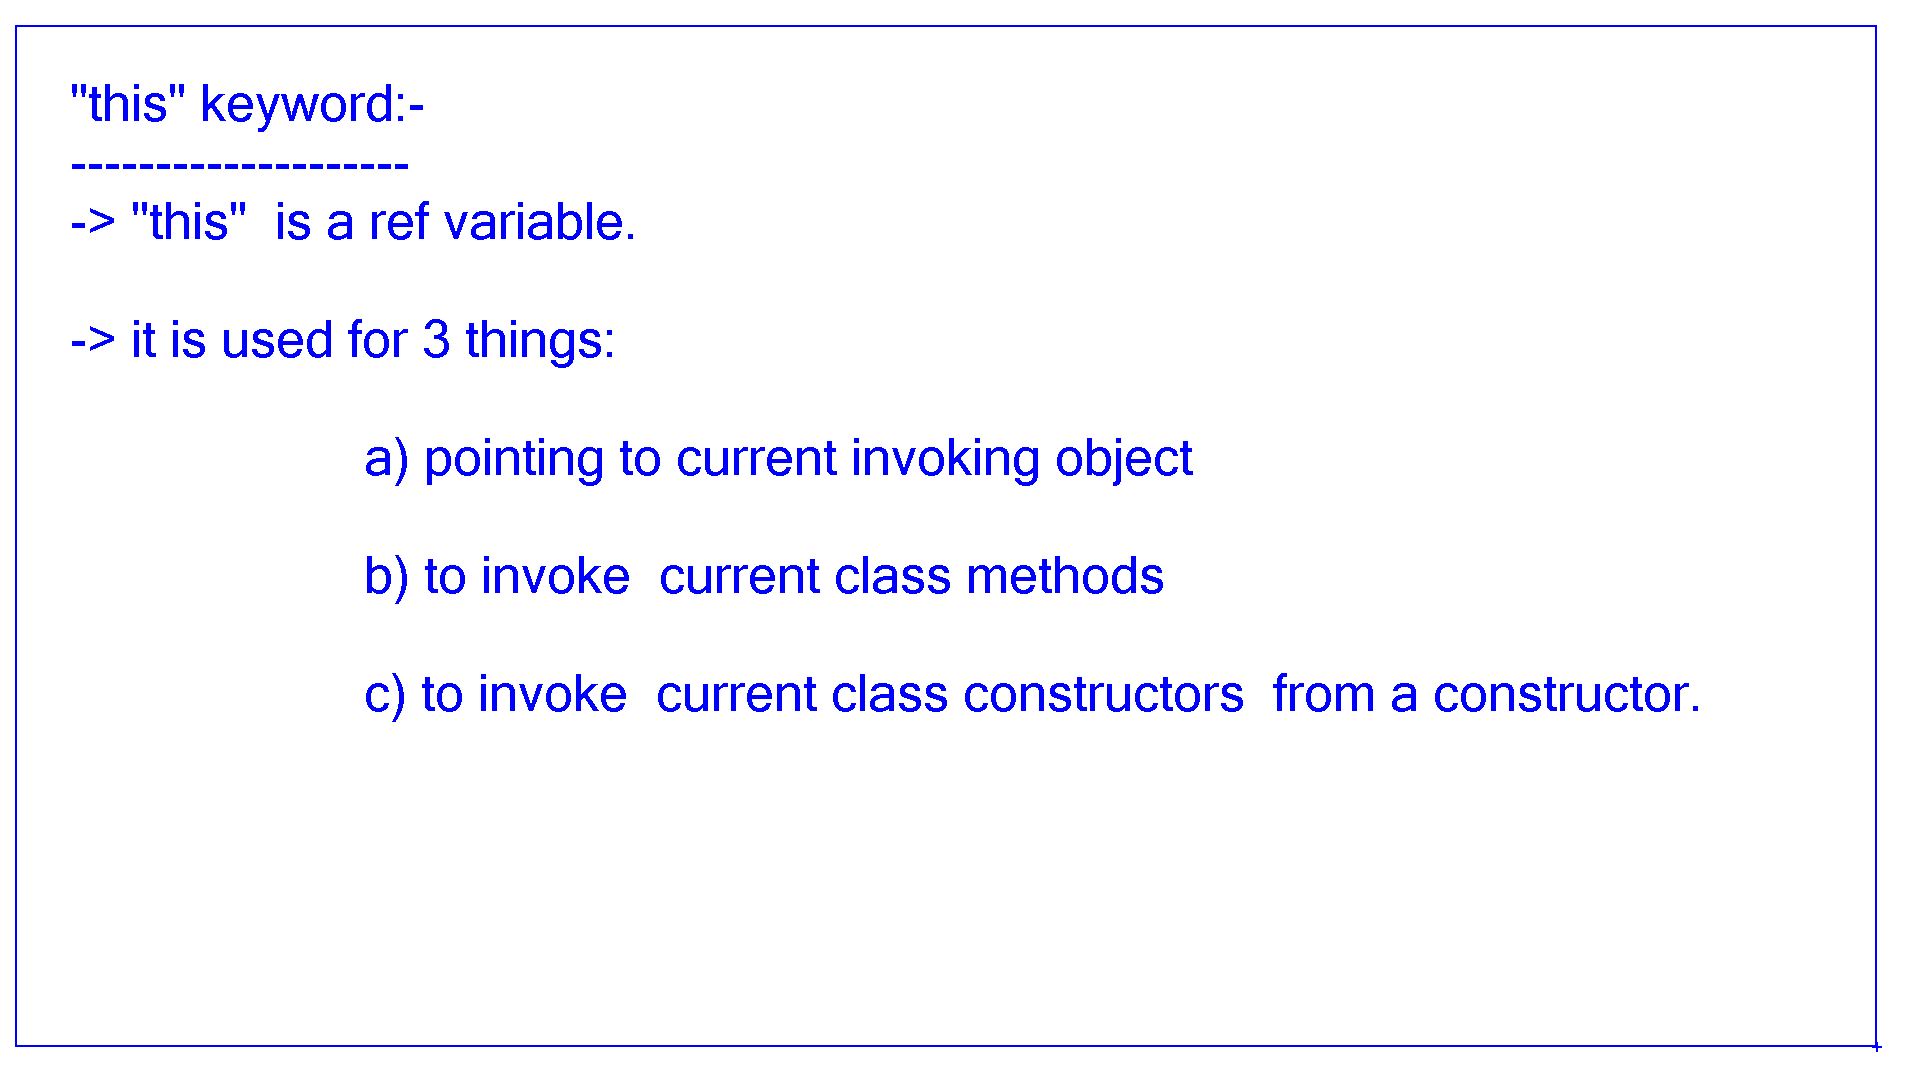 "this" keyword:-
--------------------
-> "this"  is a ref variable.
-> it is used for 3 things:
a) pointing to current invoking object
b) to invoke  current class methods
c) to invoke  current class constructors  from a constructor.